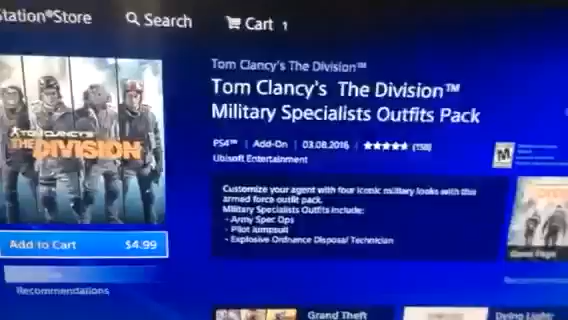 Station®Store
Search
Cart 1
Tom Clancy's The Division™
Tom Clancy's The Division™
Military Specialists Outfits Pack
PS4™ | Add-On | 03.08.2016 | (158)
Ubisoft Entertainment
TOM CLANCY'S
THE DIVISION
M
Customize your agent with four iconic military looks with this
armed force outfit pack.
Military Specialists Outfits include:
- Army Spec Ops
- Pilot Jumpsuit
- Explosive Ordnance Disposal Technician
Add to Cart $4.99
Game Page
Recommendations
Grand Theft
Dying Light: